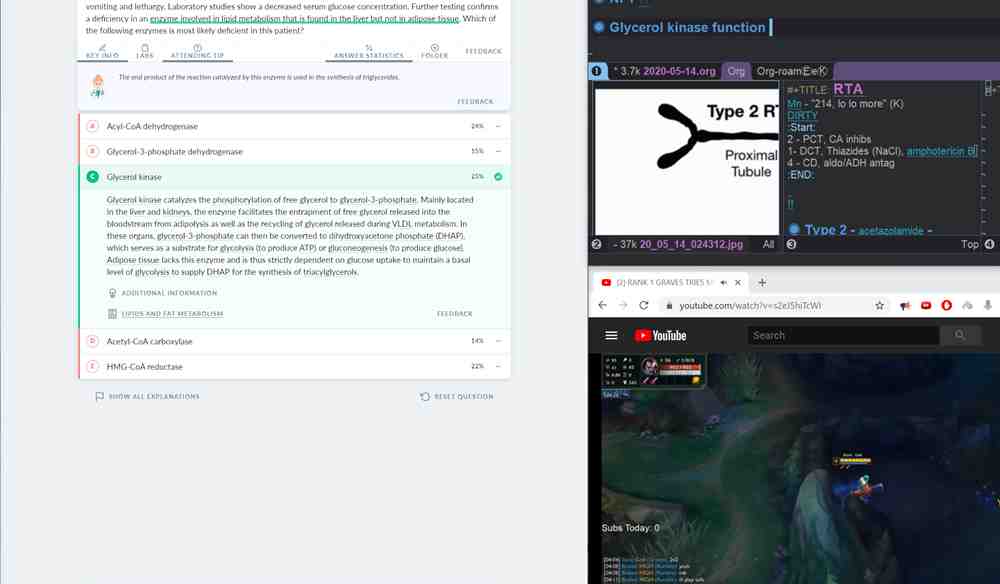 vomiting and lethargy. Laboratory studies show a decreased serum glucose concentration. Further testing confirms
a deficiency in an enzyme involved in lipid metabolism that is found in the liver but not in adipose tissue. Which of
the following enzymes is most likely deficient in this patient?
KEY INFO
LABS
ATTENDING TIP
ANSWER STATISTICS
FOLDER
FEEDBACK
The end product of the reaction catalyzed by this enzyme is used in the synthesis of triglycerides.
FEEDBACK
A Acyl-CoA dehydrogenase 24%
B Glycerol-3-phosphate dehydrogenase 15%
C Glycerol kinase 25%
Glycerol kinase catalyzes the phosphorylation of free glycerol to glycerol-3-phosphate. Mainly located
in the liver and kidneys, the enzyme facilitates the entrapment of free glycerol released into the
bloodstream from adipolysis as well as the recycling of glycerol released during VLDL metabolism. In
these organs, glycerol-3-phosphate can then be converted to dihydroxyacetone phosphate (DHAP),
which serves as a substrate for glycolysis (to produce ATP) or gluconeogenesis (to produce glucose).
Adipose tissue lacks this enzyme and is thus strictly dependent on glucose uptake to maintain a basal
level of glycolysis to supply DHAP for the synthesis of triacylglycerols.
ADDITIONAL INFORMATION
LIPIDS AND FAT METABOLISM
FEEDBACK
D Acetyl-CoA carboxylase 14%
E HMG-CoA reductase 22%
SHOW ALL EXPLANATIONS
RESET QUESTION
Glycerol kinase function
1 * 3.7k 2020-05-14.org Org Org-roam
Type 2 RT
Proximal
Tubule
#+TITLE RTA
Mn - "214, lo lo more" (K)
DIRTY
:Start:
2 - PCT, CA inhibs
1- DCT, Thiazides (NaCl), amphotericin B
4 - CD, aldo/ADH antag
:END:
!!
Type 2 - acetazolamide -
2 - 37k 20_05_14_024312.jpg All 3 Top 4
[2] RANK 1 GRAVES TRIES
youtube.com/watch?v=s2eJ5hiTcWI
YouTube
Search
Subs Today: 0